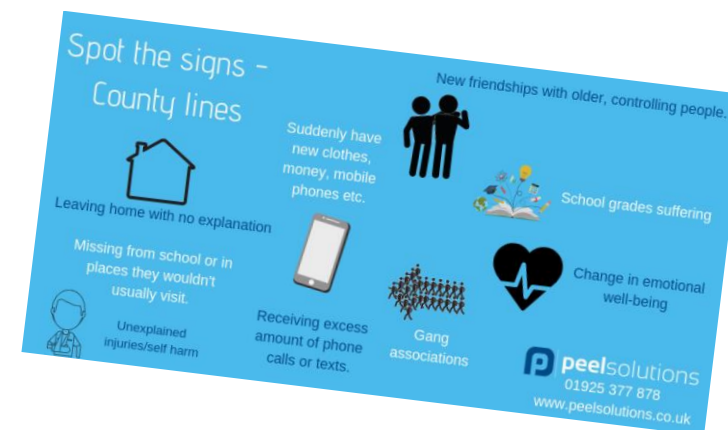 Spot the signs -
County lines
Leaving home with no explanation
Missing from school or in
places they wouldn't
usually visit.
Unexplained
injuries/self harm
Suddenly have
new clothes,
money, mobile
phones etc.
Receiving excess
amount of phone
calls or texts.
New friendships with older, controlling people.
School grades suffering
Gang
associations
Change in emotional
well-being
peelsolutions
01925 377 878
www.peelsolutions.co.uk